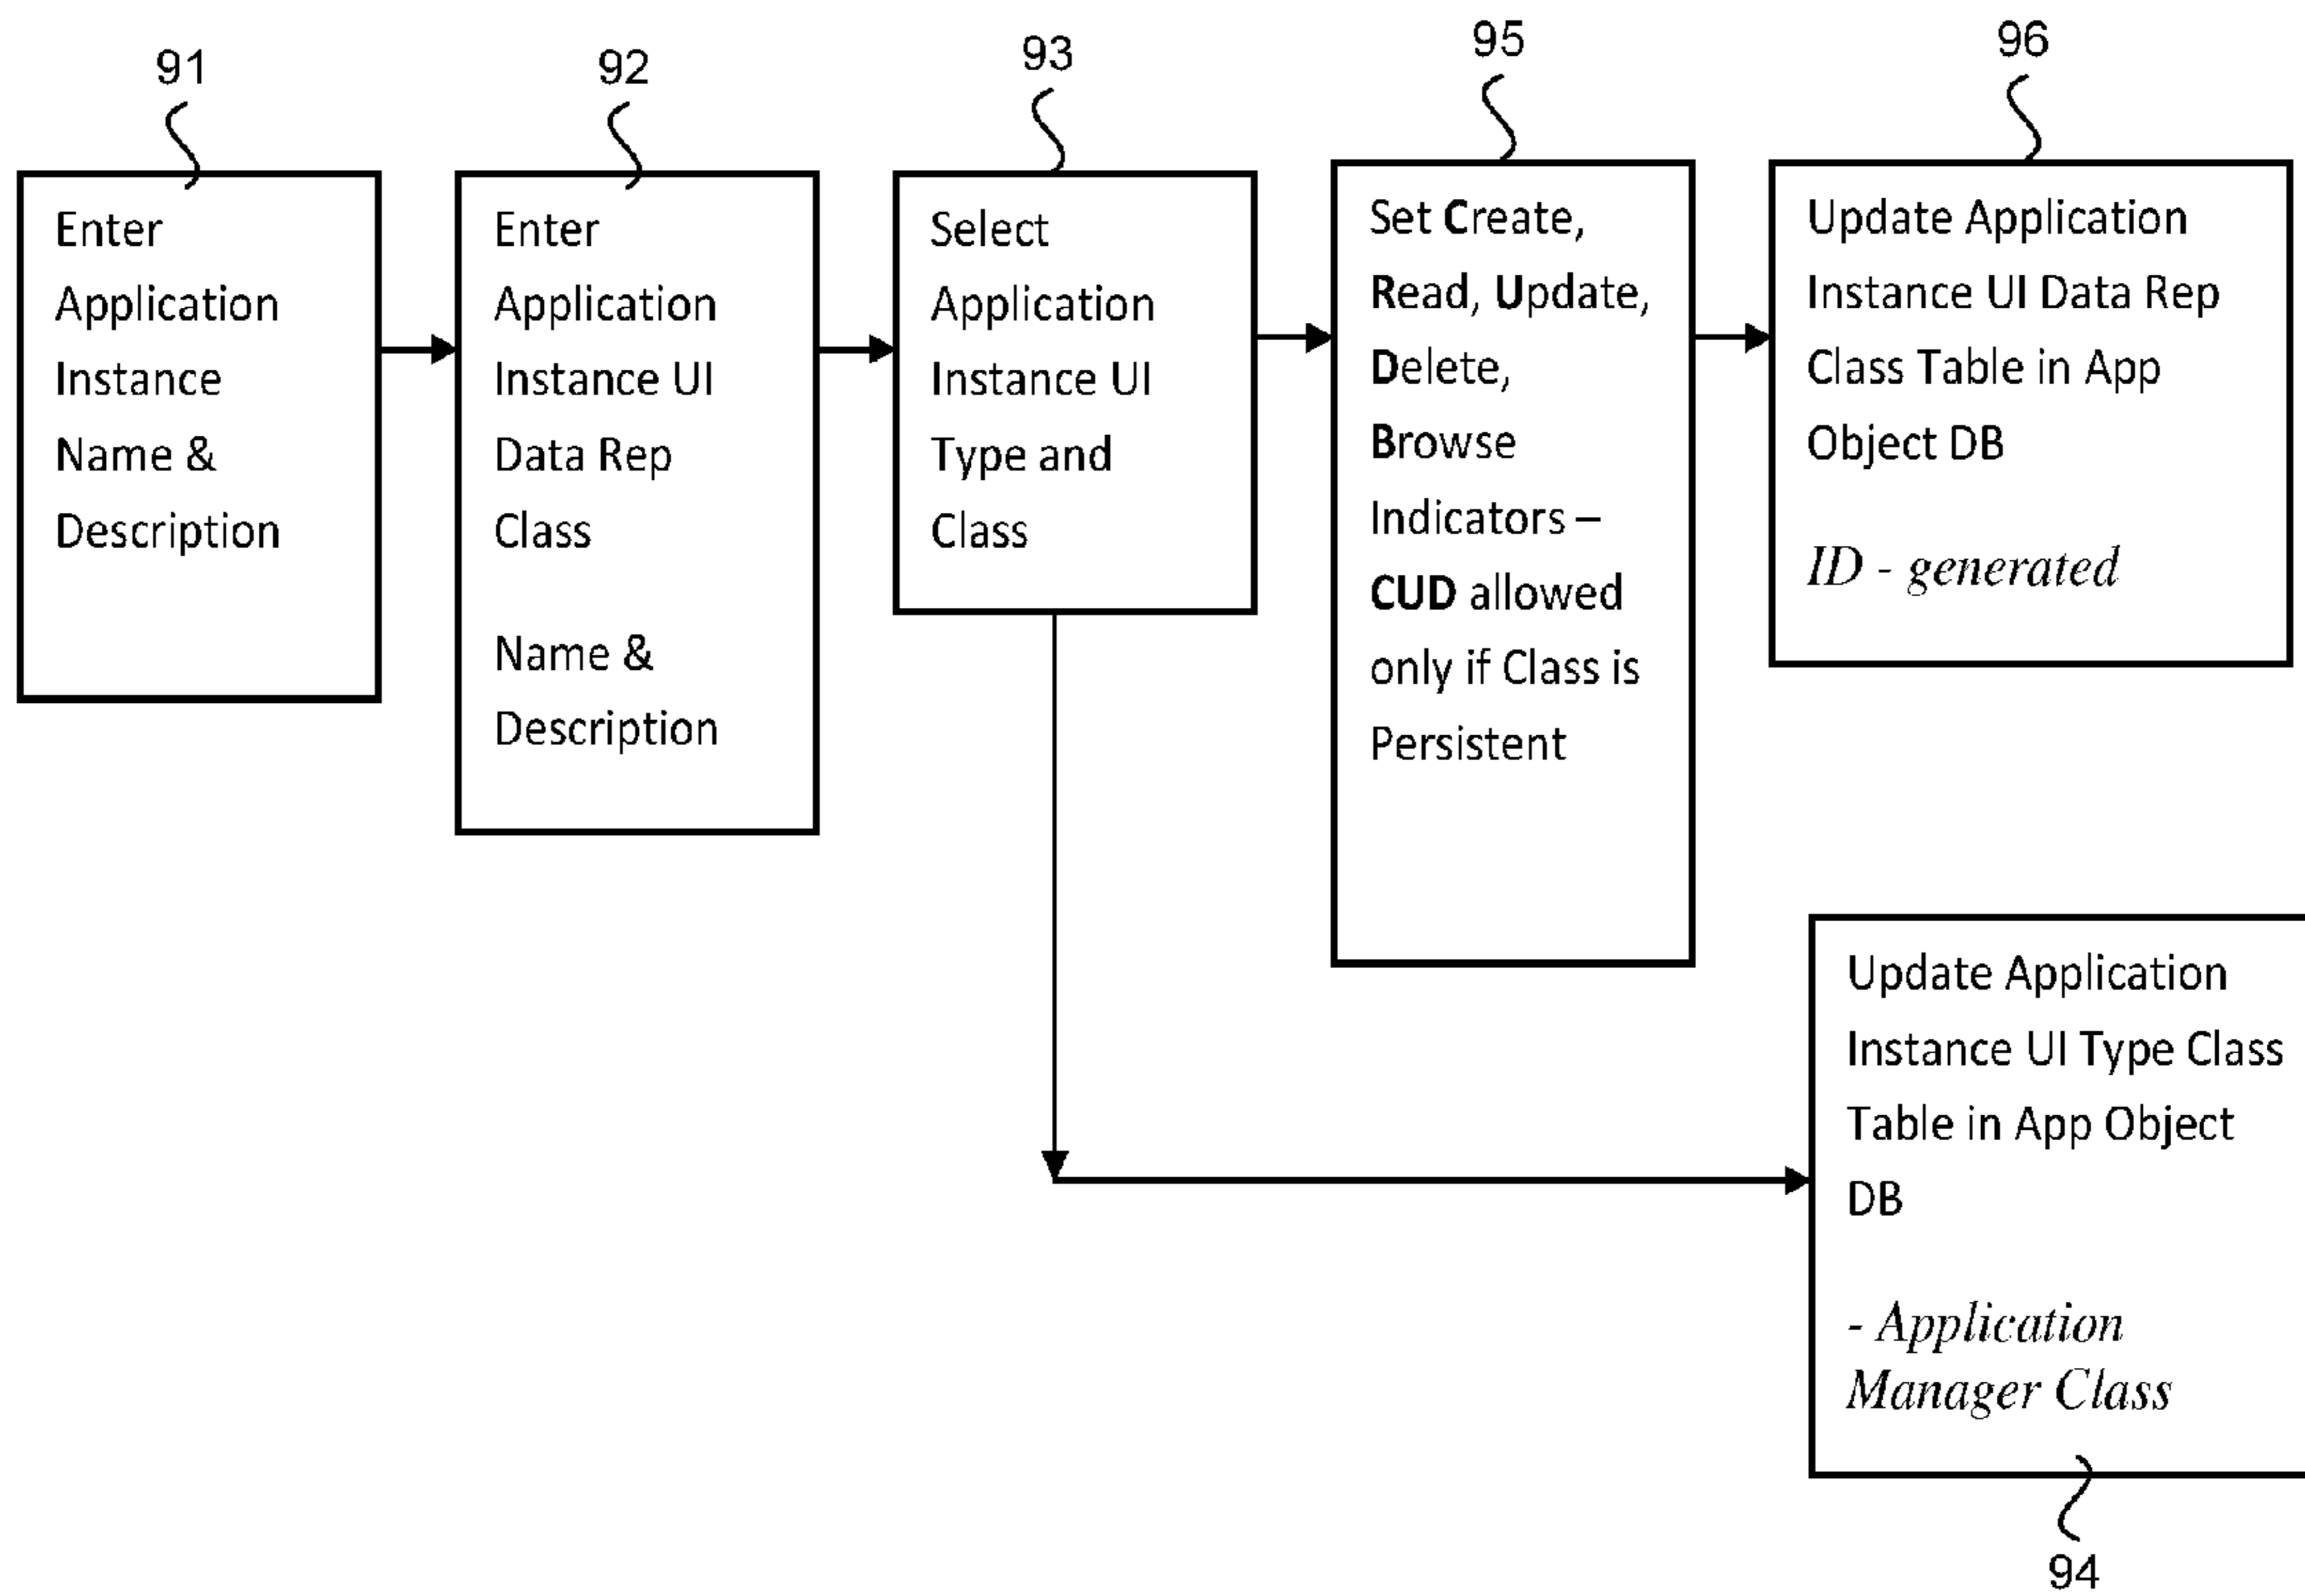 91
Enter
Application
Instance
Name &
Description
92
Enter
Application
Instance UI
Data Rep
Class
Name &
Description
93
Select
Application
Instance UI
Type and
Class
95
Set Create,
Read, Update,
Delete,
Browse
Indicators –
CUD allowed
only if Class is
Persistent
96
Update Application
Instance UI Data Rep
Class Table in App
Object DB
ID - generated
Update Application
Instance UI Type Class
Table in App Object
DB
- Application
Manager Class
94